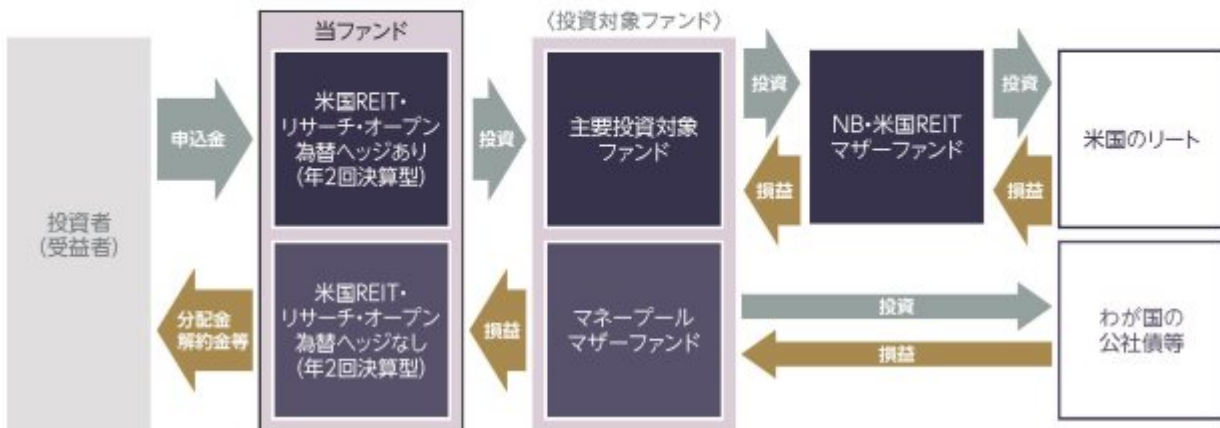 投資者
(受益者)
申込金
分配金
解約金等
当ファンド
米国REIT・
リサーチ・オープン
為替ヘッジあり
(年2回決算型)
米国REIT・
リサーチ・オープン
為替ヘッジなし
(年2回決算型)
投資
損益
〈投資対象ファンド〉
主要投資対象
ファンド
マネープール
マザーファンド
投資
損益
NB・米国REIT
マザーファンド
投資
損益
米国のリート
投資
損益
わが国の
公社債等